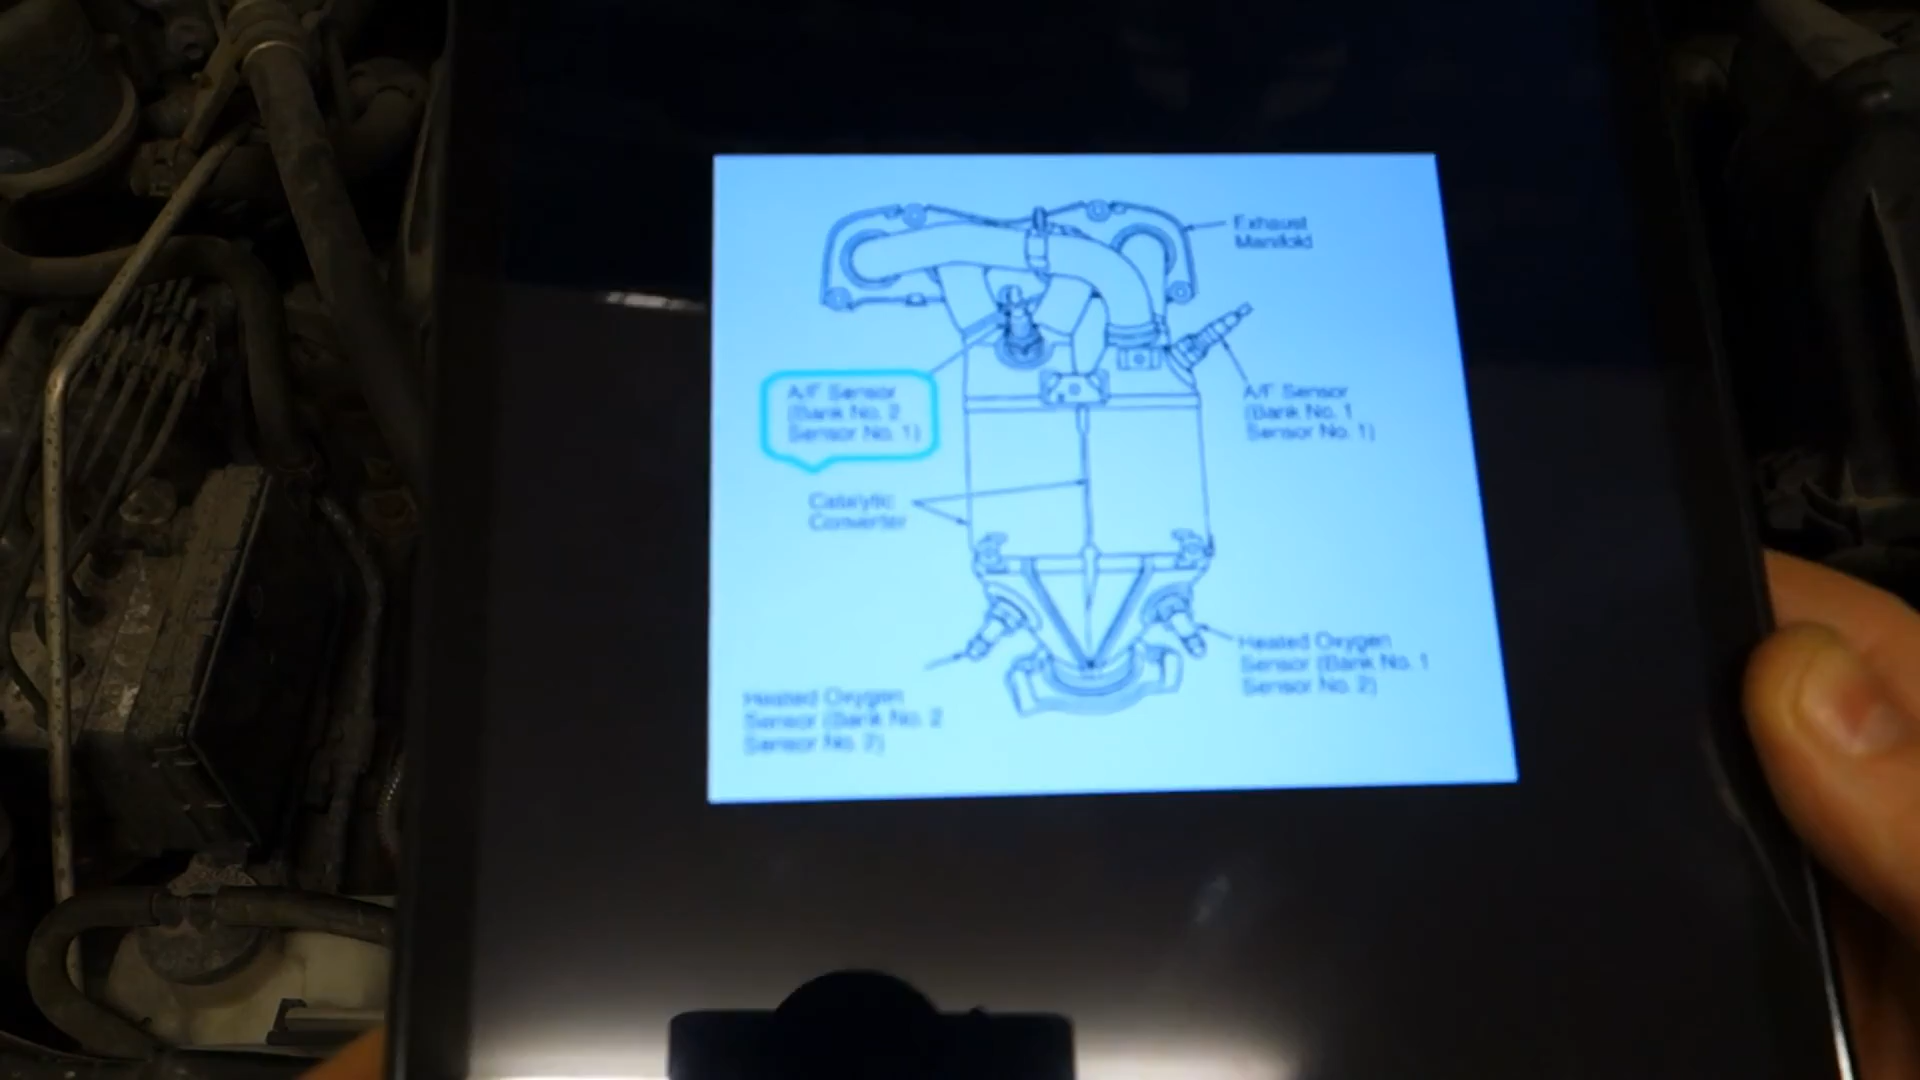 Exhaust
Manifold
A/F Sensor
(Bank No. 2
Sensor No. 1)
A/F Sensor
(Bank No. 1
Sensor No. 1)
Catalytic
Converter
Heated Oxygen
Sensor (Bank No. 1
Sensor No. 2)
Heated Oxygen
Sensor (Bank No. 2
Sensor No. 2)